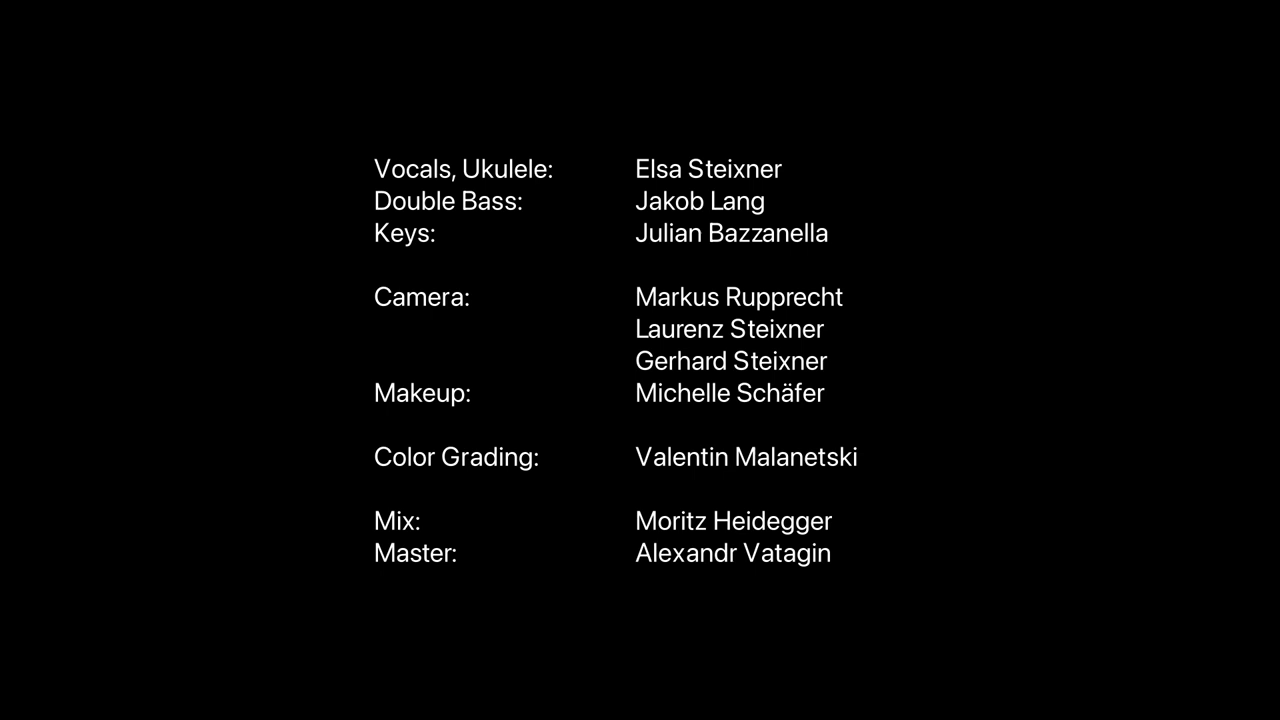 Vocals, Ukulele: Elsa Steixner
Double Bass: Jakob Lang
Keys: Julian Bazzanella
Camera: Markus Rupprecht
Laurenz Steixner
Gerhard Steixner
Makeup: Michelle Schäfer
Color Grading: Valentin Malanetski
Mix: Moritz Heidegger
Master: Alexandr Vatagin